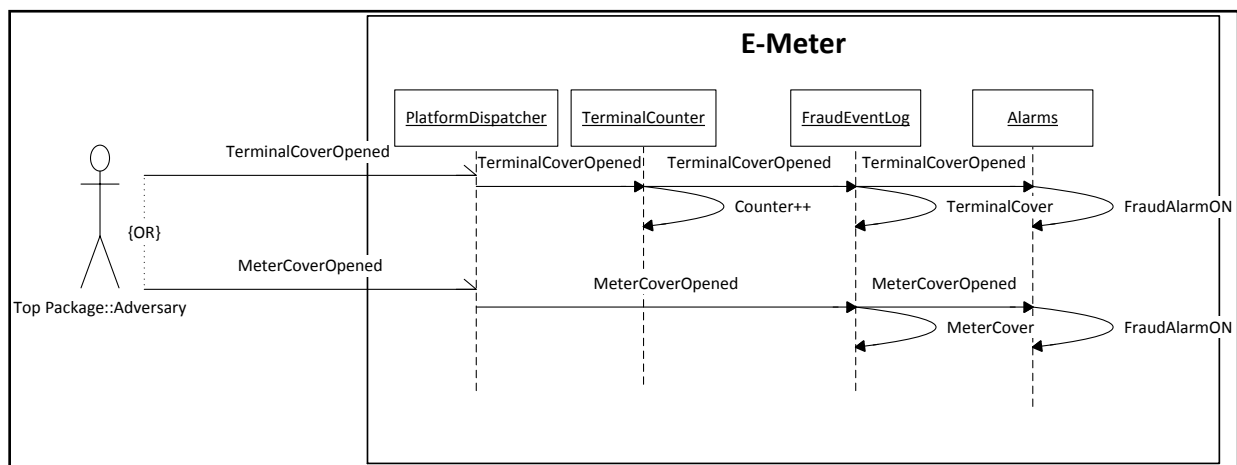 E-Meter
PlatformDispatcher
TerminalCounter
FraudEventLog
Alarms
TerminalCoverOpened
TerminalCoverOpened
TerminalCoverOpened
TerminalCoverOpened
Counter++
TerminalCover
FraudAlarmON
{OR}
MeterCoverOpened
MeterCoverOpened
MeterCoverOpened
Top Package::Adversary
MeterCover
FraudAlarmON